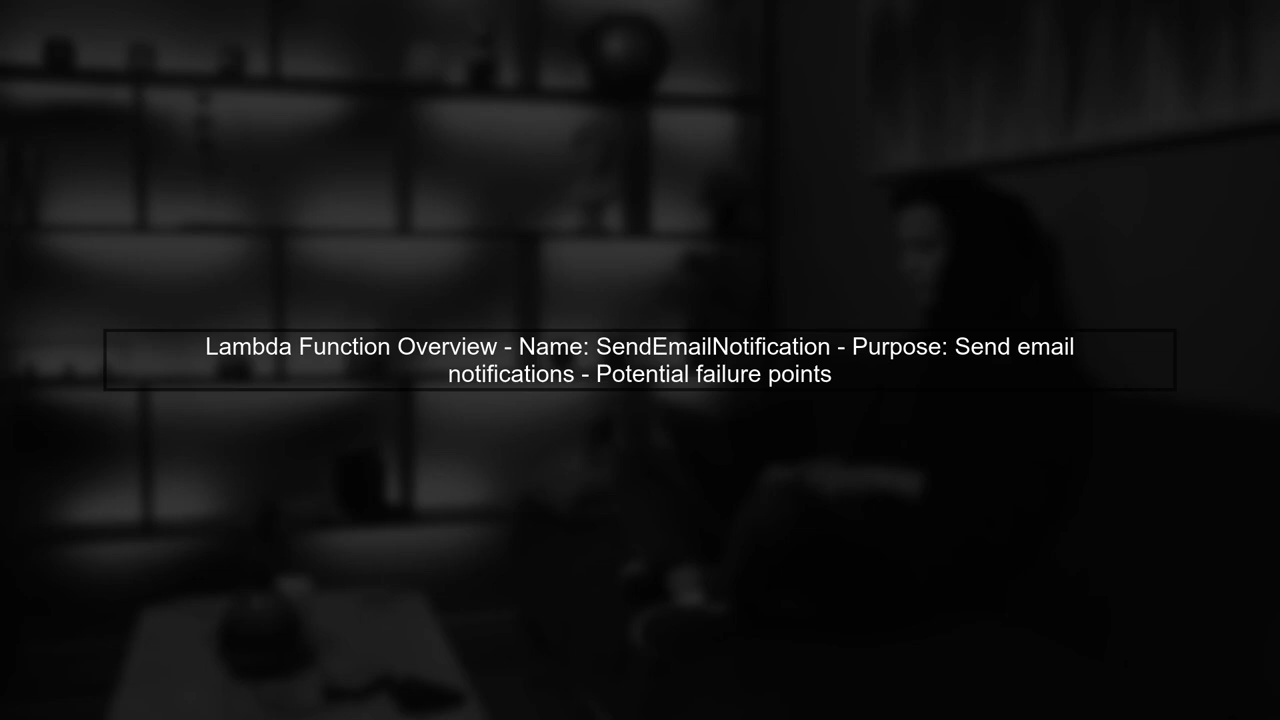 Lambda Function Overview - Name: SendEmailNotification - Purpose: Send email
notifications - Potential failure points